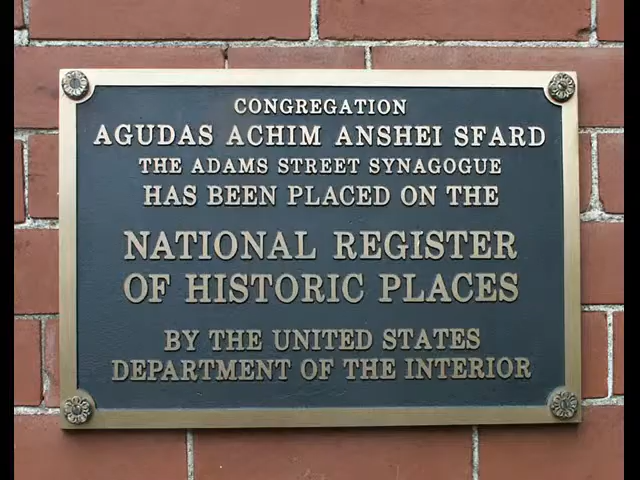 CONGREGATION
AGUDAS ACHIM ANSHEI SFARD
THE ADAMS STREET SYNAGOGUE
HAS BEEN PLACED ON THE
NATIONAL REGISTER
OF HISTORIC PLACES
BY THE UNITED STATES
DEPARTMENT OF THE INTERIOR